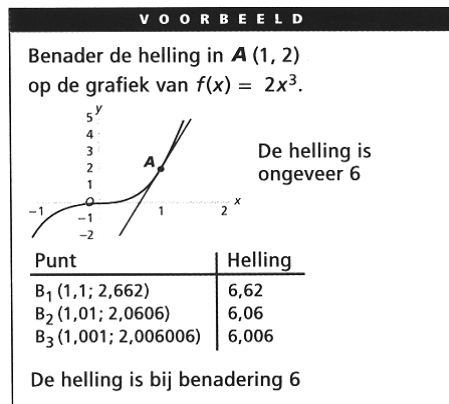 VOORBEELD
Benader de helling in A (1, 2)
op de grafiek van f(x) = 2x³.
y
5
4
3
2
1
A
De helling is
ongeveer 6
O
x
-1
1
2
-1
-2
Punt Helling
B₁ (1,1; 2,662) 6,62
B₂ (1,01; 2,0606) 6,06
B₃ (1,001; 2,006006) 6,006
De helling is bij benadering 6